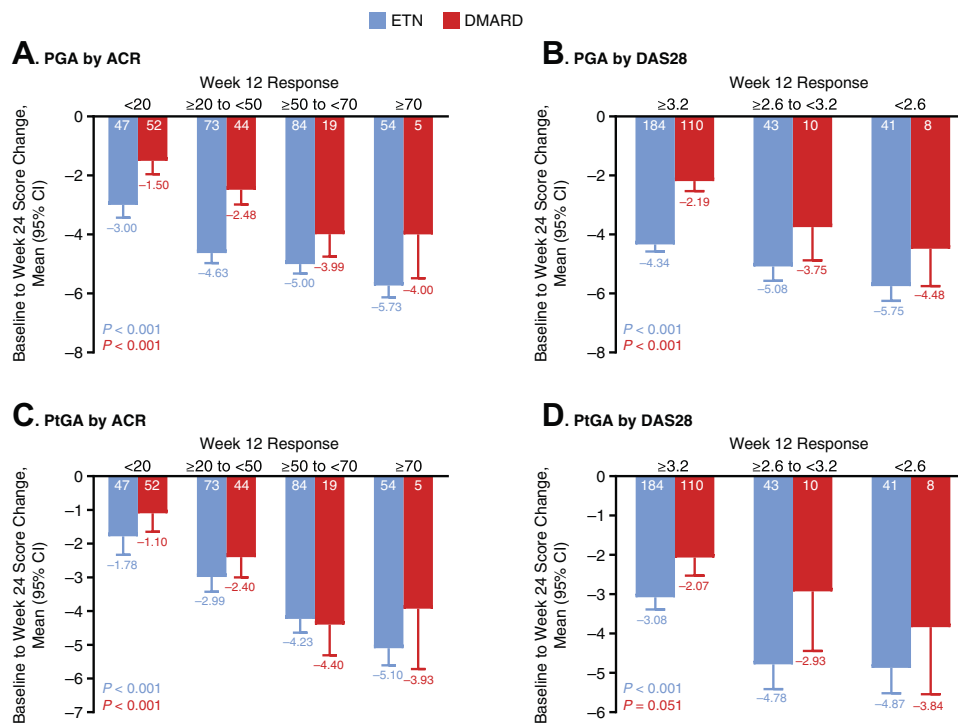 ETN DMARD
A. PGA by ACR
Week 12 Response
<20 ≥20 to <50 ≥50 to <70 ≥70
Baseline to Week 24 Score Change,
Mean (95% CI)
0
−2
−4
−6
−8
47 52 73 44 84 19 54 5
−3.00 −1.50 −4.63 −2.48 −5.00 −3.99 −5.73 −4.00
P < 0.001
P < 0.001
B. PGA by DAS28
Week 12 Response
≥3.2 ≥2.6 to <3.2 <2.6
Baseline to Week 24 Score Change,
Mean (95% CI)
0
−2
−4
−6
−8
184 110 43 10 41 8
−4.34 −2.19 −5.08 −3.75 −5.75 −4.48
P < 0.001
P < 0.001
C. PtGA by ACR
Week 12 Response
<20 ≥20 to <50 ≥50 to <70 ≥70
Baseline to Week 24 Score Change,
Mean (95% CI)
0
−1
−2
−3
−4
−5
−6
−7
47 52 73 44 84 19 54 5
−1.78 −1.10 −2.99 −2.40 −4.23 −4.40 −5.10 −3.93
P < 0.001
P < 0.001
D. PtGA by DAS28
Week 12 Response
≥3.2 ≥2.6 to <3.2 <2.6
Baseline to Week 24 Score Change,
Mean (95% CI)
0
−1
−2
−3
−4
−5
−6
184 110 43 10 41 8
−3.08 −2.07 −4.78 −2.93 −4.87 −3.84
P < 0.001
P = 0.051